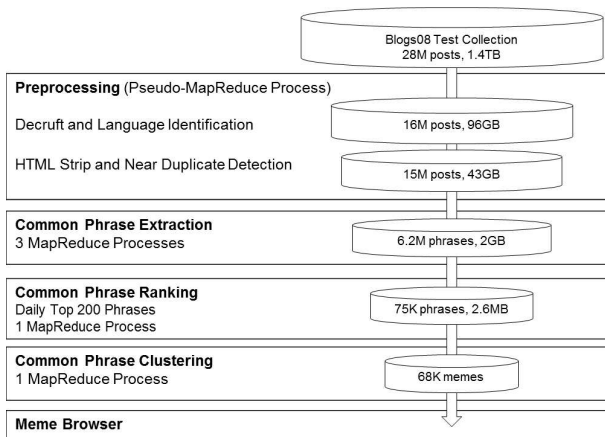 Blogs08 Test Collection
28M posts, 1.4TB
Preprocessing (Pseudo-MapReduce Process)
Decruft and Language Identification
16M posts, 96GB
HTML Strip and Near Duplicate Detection
15M posts, 43GB
Common Phrase Extraction
3 MapReduce Processes
6.2M phrases, 2GB
Common Phrase Ranking
Daily Top 200 Phrases
1 MapReduce Process
75K phrases, 2.6MB
Common Phrase Clustering
1 MapReduce Process
68K memes
Meme Browser